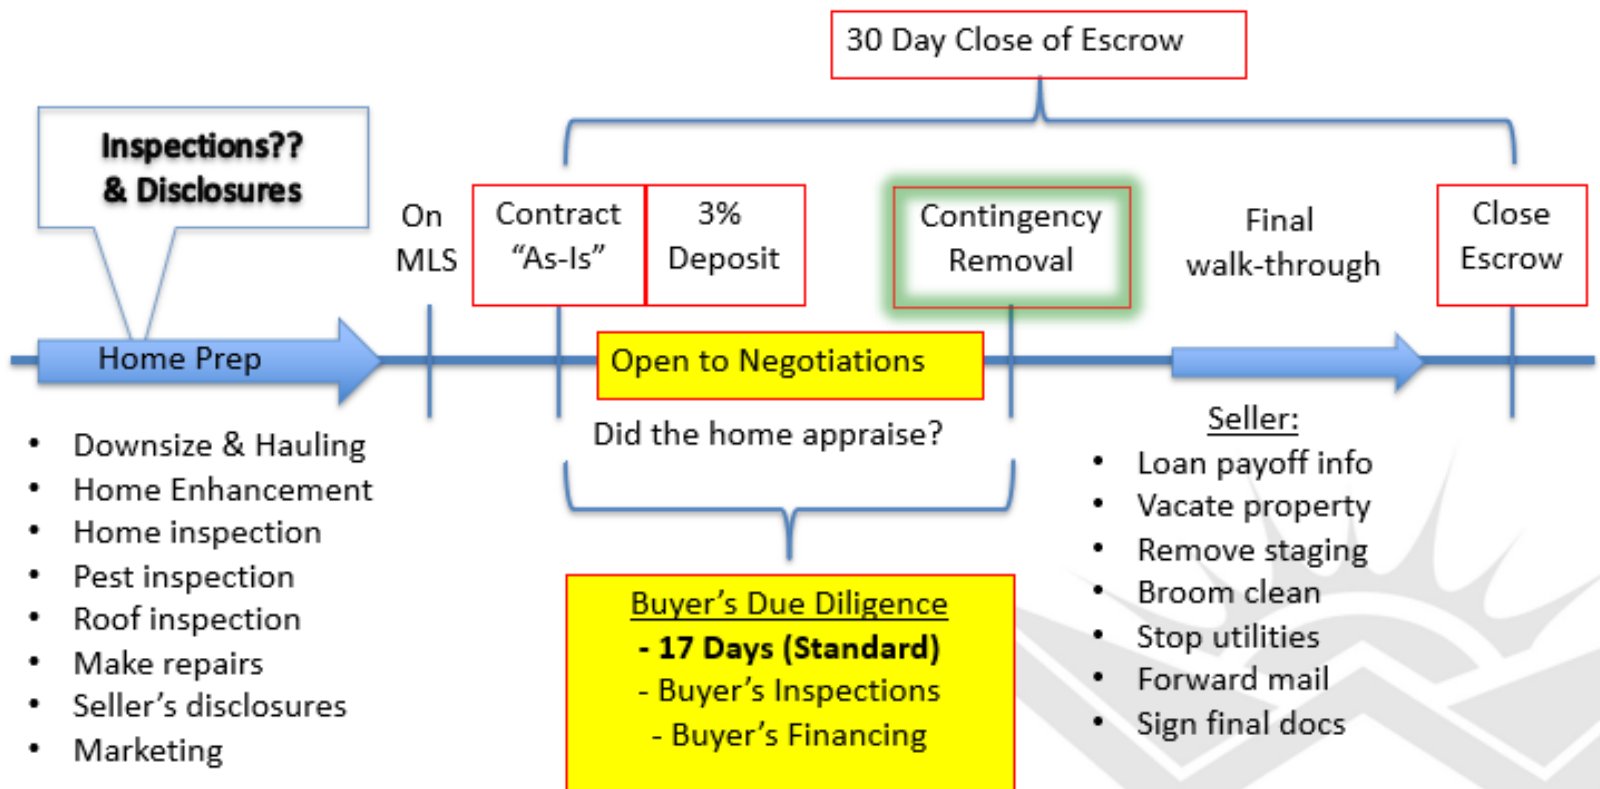 30 Day Close of Escrow
Inspections??
& Disclosures
On
MLS
Contract
“As-Is”
3%
Deposit
Contingency
Removal
Final
walk-through
Close
Escrow
Home Prep
Open to Negotiations
Did the home appraise?
• Downsize & Hauling
• Home Enhancement
• Home inspection
• Pest inspection
• Roof inspection
• Make repairs
• Seller’s disclosures
• Marketing
Buyer’s Due Diligence
- 17 Days (Standard)
- Buyer’s Inspections
- Buyer’s Financing
Seller:
• Loan payoff info
• Vacate property
• Remove staging
• Broom clean
• Stop utilities
• Forward mail
• Sign final docs